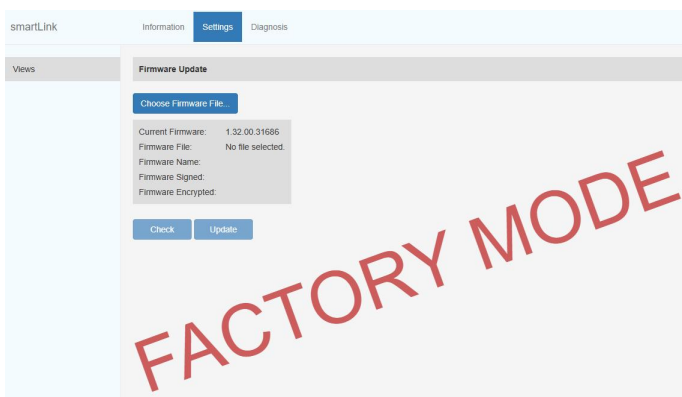 smartLink
Information Settings Diagnosis
Views
Firmware Update
Choose Firmware File...
Current Firmware: 1.32.00.31686
Firmware File: No file selected.
Firmware Name:
Firmware Signed:
Firmware Encrypted:
Check Update
FACTORY MODE